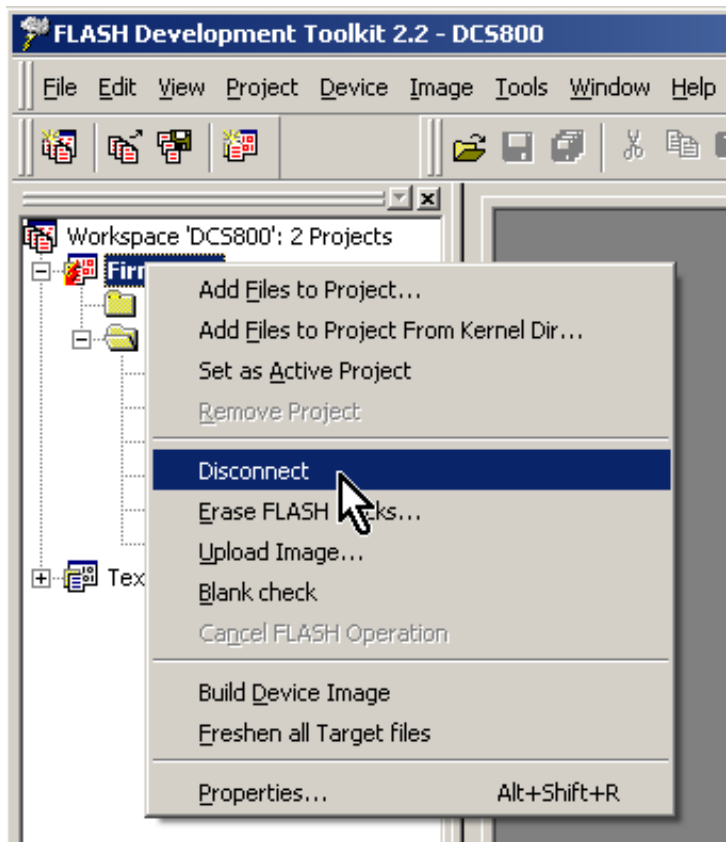 FLASH Development Toolkit 2.2 - DCS800
File Edit View Project Device Image Tools Window Help
Workspace 'DCS800': 2 Projects
Add Files to Project...
Add Files to Project From Kernel Dir...
Set as Active Project
Remove Project
Disconnect
Erase FLASH
Upload Image...
Blank check
Cancel FLASH Operation
Build Device Image
Freshen all Target files
Properties... Alt+Shift+R